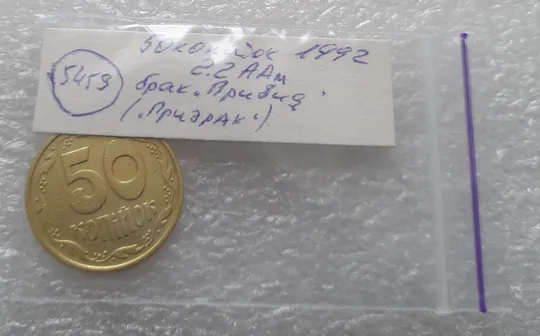 50 копійок 1992
2.2 ААм
5459
брак „Привид“
(„Призрак“)
50
КОПІЙОК